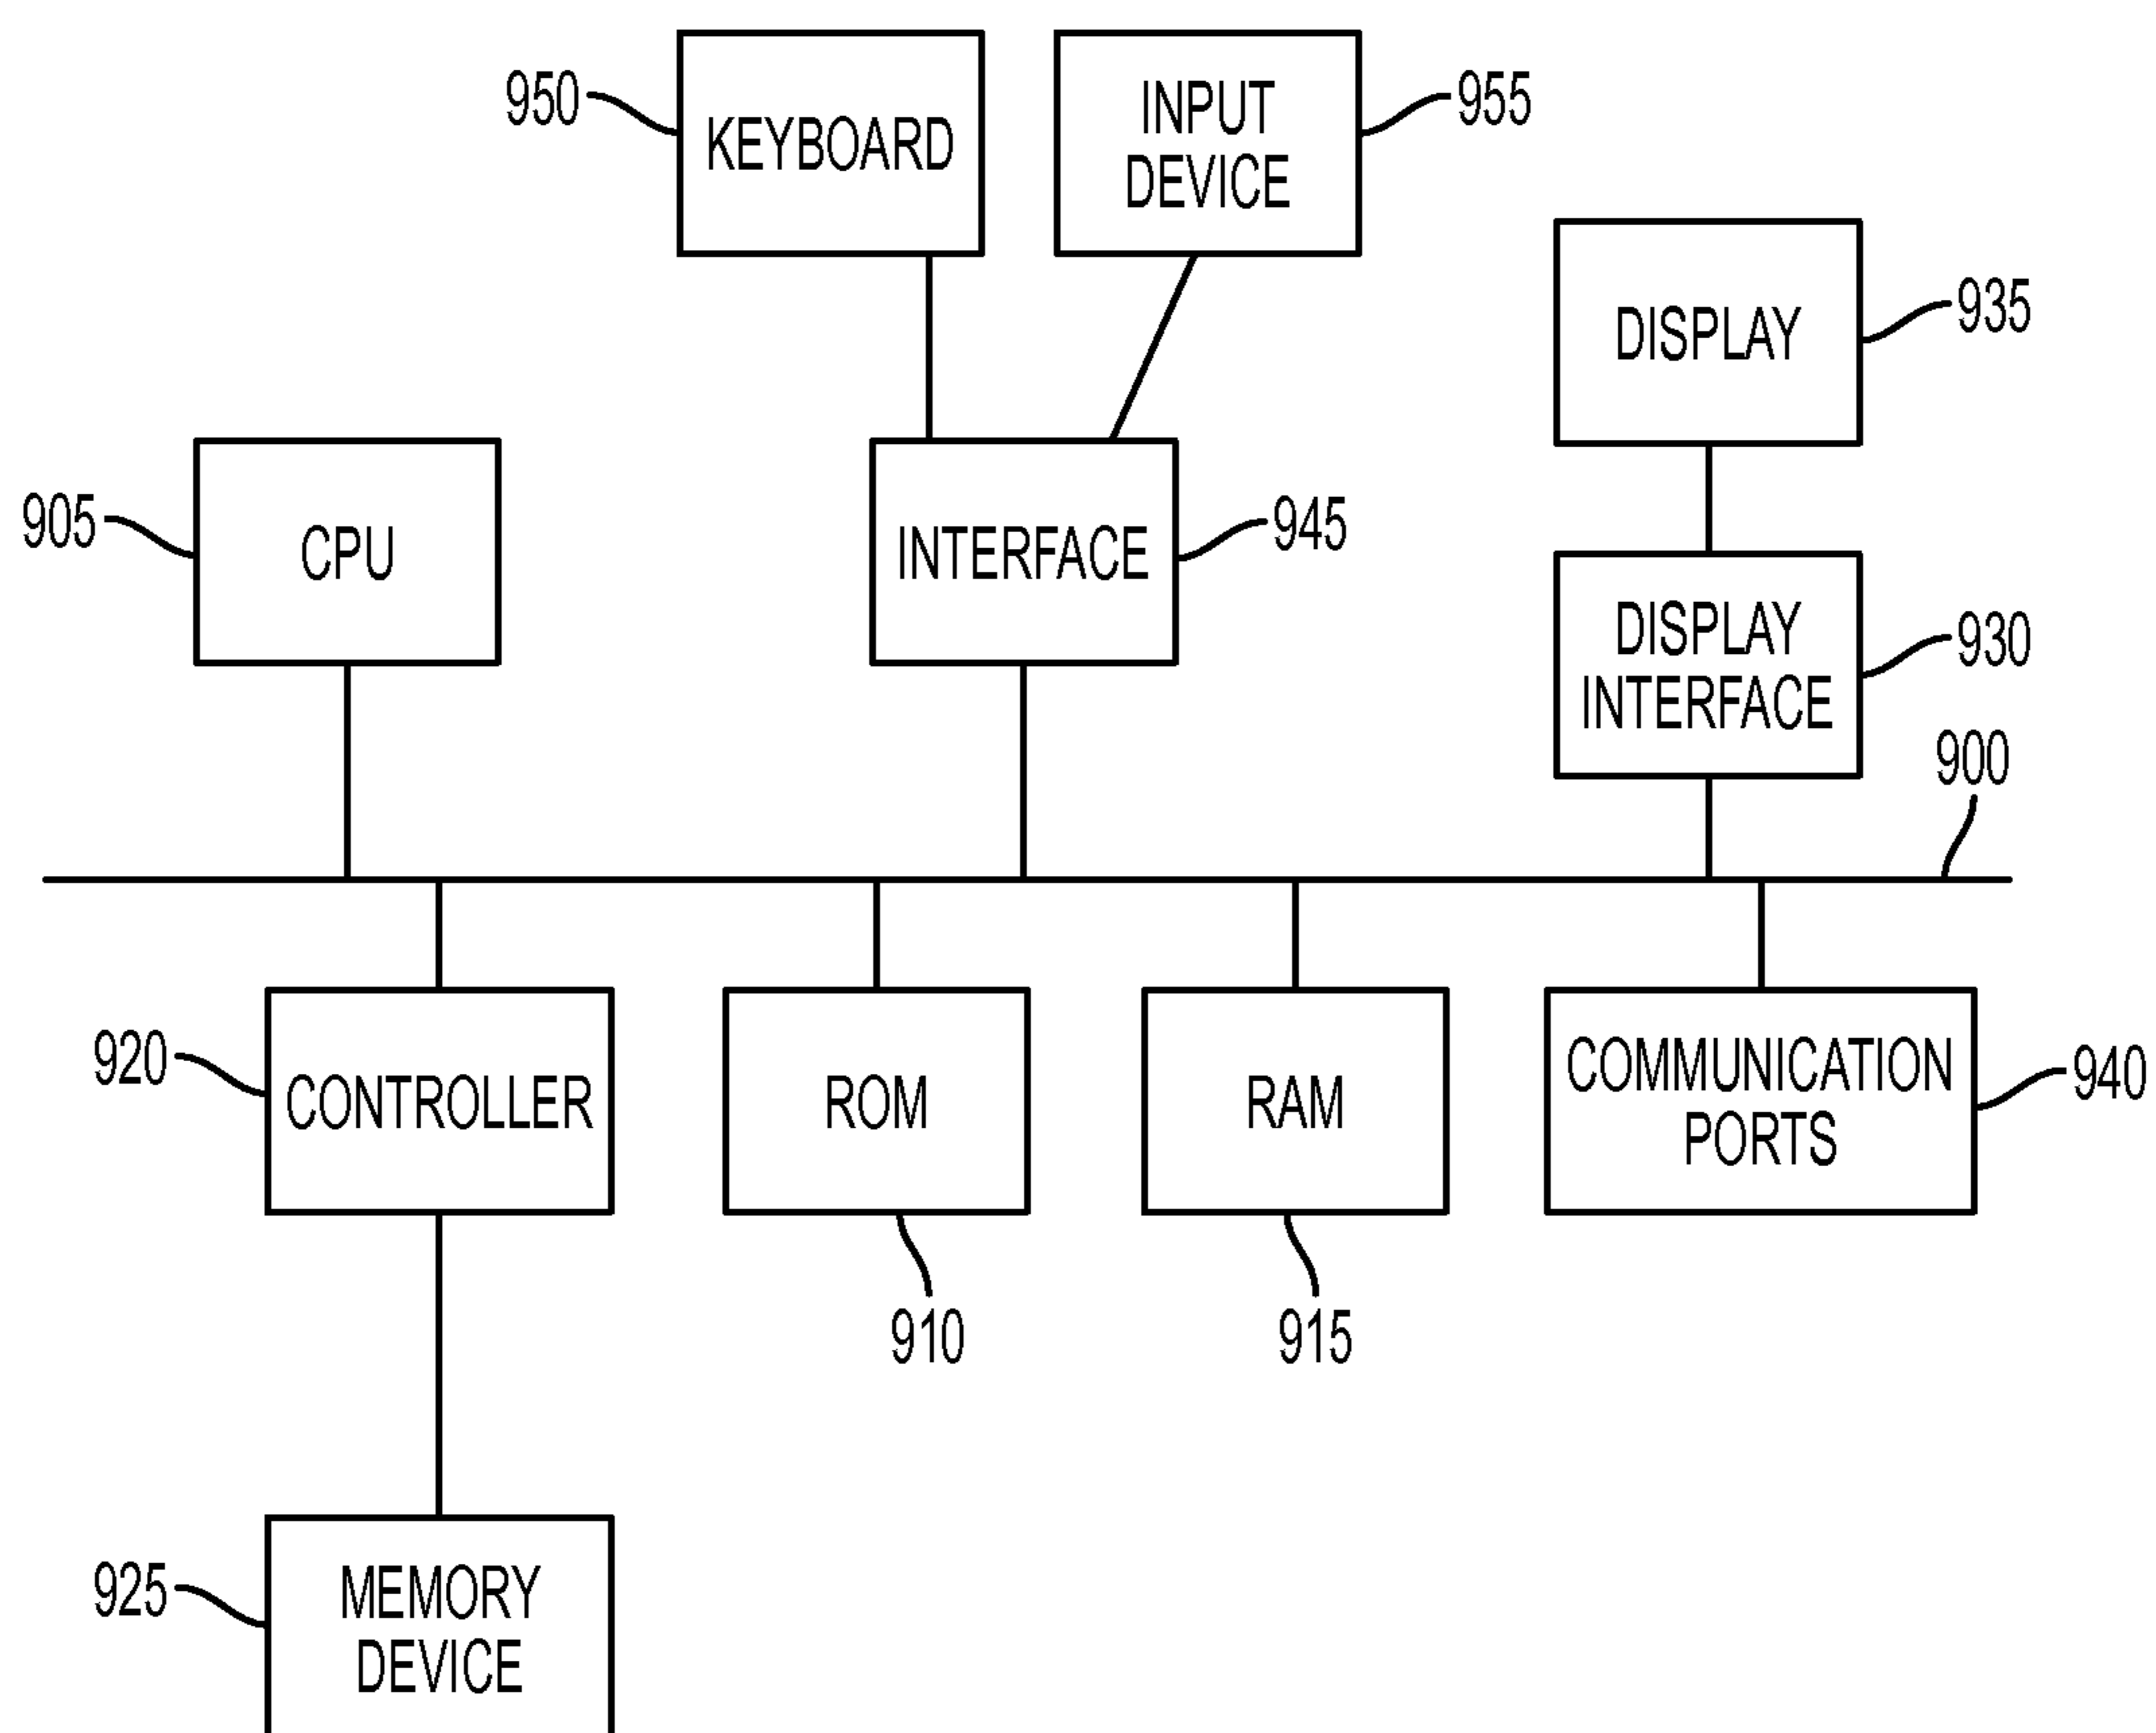 950
KEYBOARD
INPUT
DEVICE
955
DISPLAY
935
905
CPU
INTERFACE
945
DISPLAY
INTERFACE
930
900
920
CONTROLLER
ROM
RAM
COMMUNICATION
PORTS
940
910
915
925
MEMORY
DEVICE